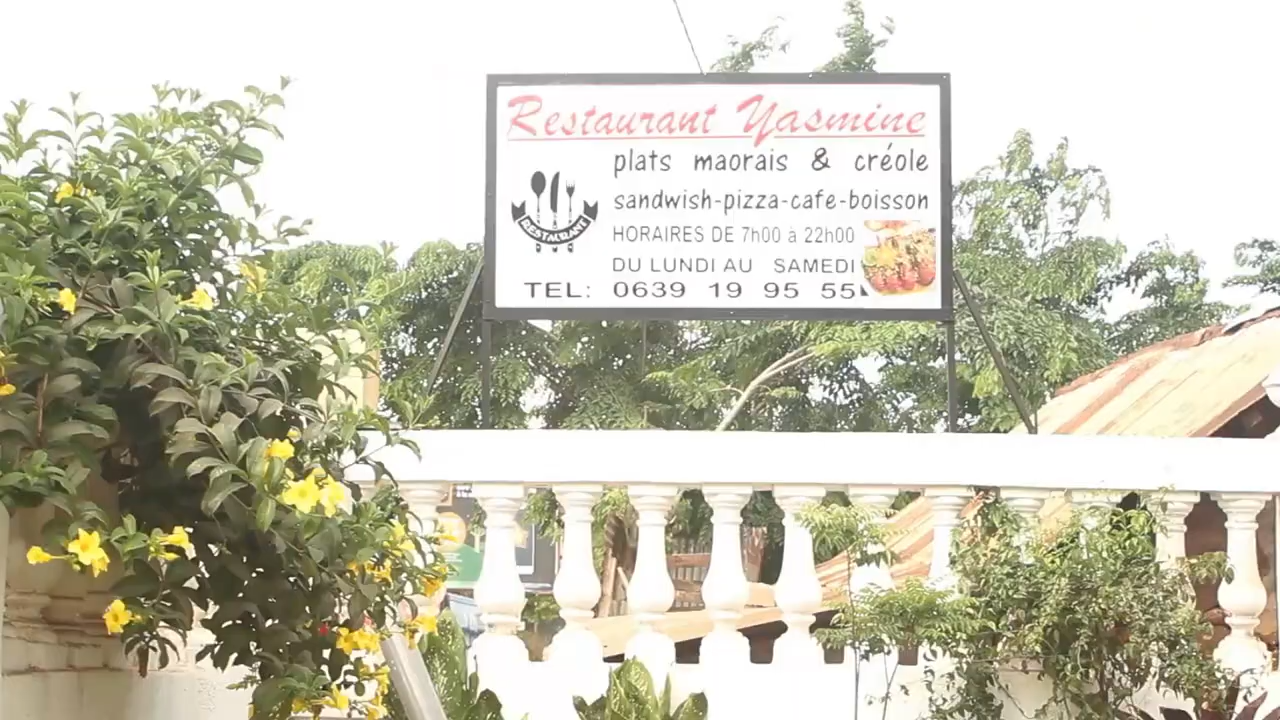 Restaurant Yasmine
plats maorais & créole
sandwish-pizza-cafe-boisson
RESTAURANT
HORAIRES DE 7h00 à 22h00
DU LUNDI AU SAMEDI
TEL: 0639 19 95 55